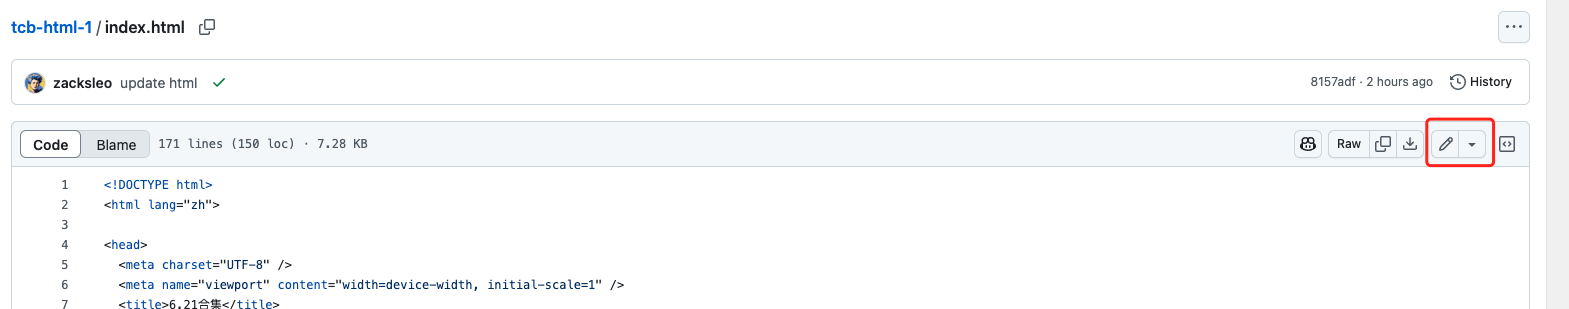 tcb-html-1 / index.html
zacksleo update html 8157adf · 2 hours ago History
Code Blame 171 lines (150 loc) · 7.28 KB Raw
1 <!DOCTYPE html>
2 <html lang="zh">
3
4 <head>
5 <meta charset="UTF-8" />
6 <meta name="viewport" content="width=device-width, initial-scale=1" />
7 <title>6.21合集</title>